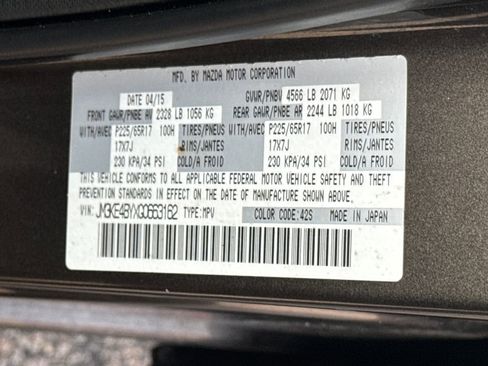 MFD. BY MAZDA MOTOR CORPORATION
DATE 04/15 GVWR/PNBV 4566 LB 2071 KG
FRONT GAWR/PNBE AV 2328 LB 1056 KG REAR GAWR/PNBE AR 2244 LB 1018 KG
WITH/AVEC P225/65R17 100H TIRES/PNEUS WITH/AVEC P225/65R17 100H TIRES/PNEUS
17X7J RIMS/JANTES 17X7J RIMS/JANTES
230 KPA/34 PSI COLD/A FROID 230 KPA/34 PSI COLD/A FROID
THIS VEHICLE CONFORMS TO ALL APPLICABLE FEDERAL MOTOR VEHICLE SAFETY AND THEFT
PREVENTION STANDARDS IN EFFECT ON THE DATE OF MANUFACTURE SHOWN ABOVE.
VIN: JM3KE4BYXG0663162 TYPE: MPV COLOR CODE: 42S MADE IN JAPAN